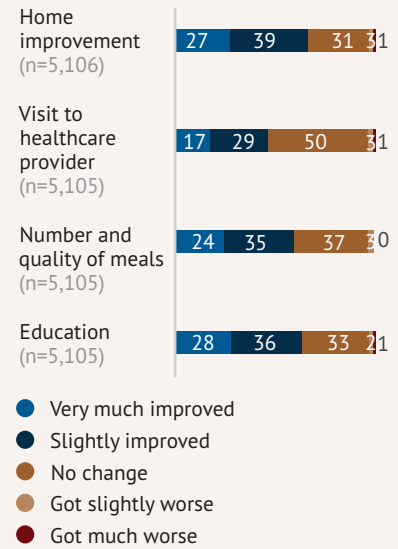 Home
improvement
(n=5,106)
27 39 31 3 1
Visit to
healthcare
provider
(n=5,105)
17 29 50 3 1
Number and
quality of meals
(n=5,105)
24 35 37 3 0
Education
(n=5,105)
28 36 33 2 1
Very much improved
Slightly improved
No change
Got slightly worse
Got much worse